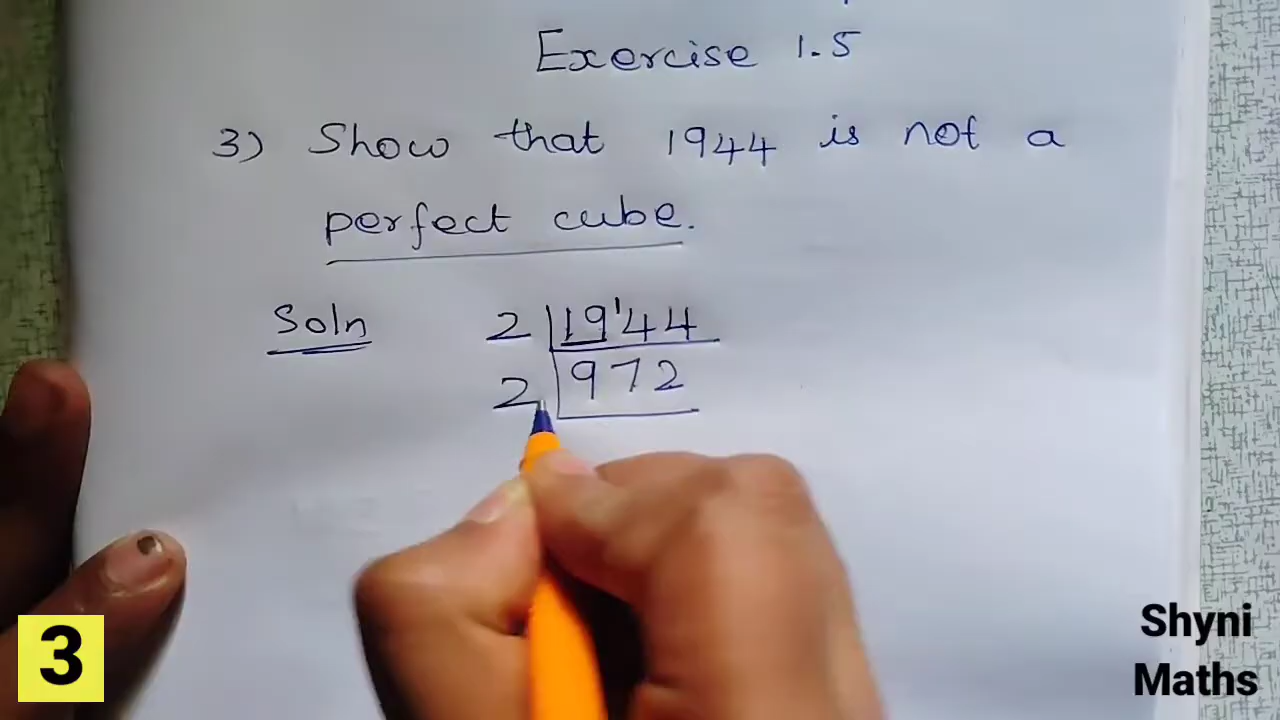 Exercise 1.5
3) Show that 1944 is not a
perfect cube.
Soln
2 | 19'44
2 | 972
3
Shyni
Maths